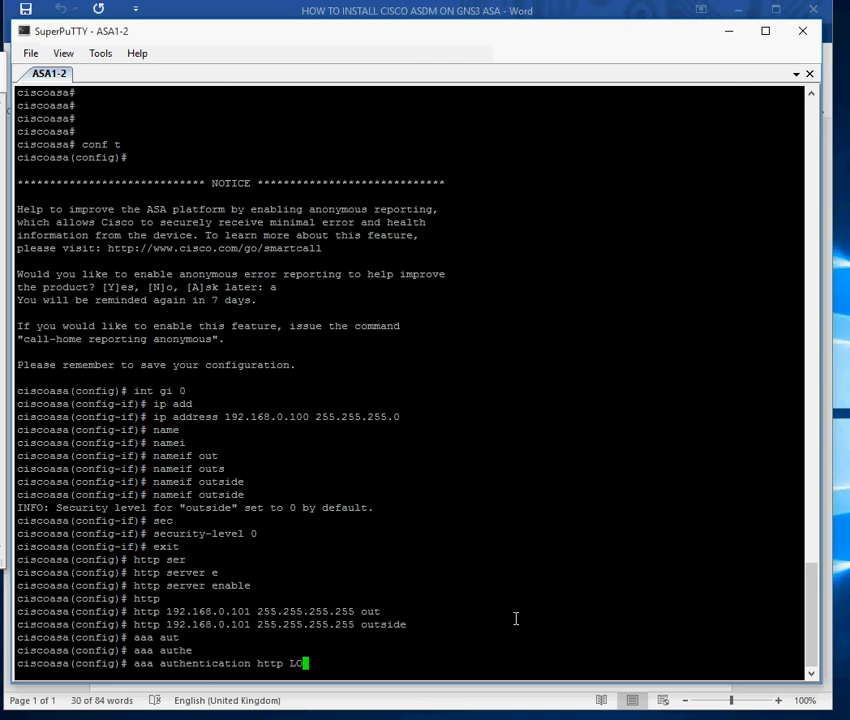 HOW TO INSTALL CISCO ASDM ON GNS3 ASA - Word
SuperPuTTY - ASA1-2
File View Tools Help
ASA1-2
ciscoasa#
ciscoasa#
ciscoasa#
ciscoasa#
ciscoasa# conf t
ciscoasa(config)#
***************************** NOTICE *****************************
Help to improve the ASA platform by enabling anonymous reporting,
which allows Cisco to securely receive minimal error and health
information from the device. To learn more about this feature,
please visit: http://www.cisco.com/go/smartcall
Would you like to enable anonymous error reporting to help improve
the product? [Y]es, [N]o, [A]sk later: a
You will be reminded again in 7 days.
If you would like to enable this feature, issue the command
"call-home reporting anonymous".
Please remember to save your configuration.
ciscoasa(config)# int gi 0
ciscoasa(config-if)# ip add
ciscoasa(config-if)# ip address 192.168.0.100 255.255.255.0
ciscoasa(config-if)# name
ciscoasa(config-if)# namei
ciscoasa(config-if)# nameif out
ciscoasa(config-if)# nameif outs
ciscoasa(config-if)# nameif outside
ciscoasa(config-if)# nameif outside
INFO: Security level for "outside" set to 0 by default.
ciscoasa(config-if)# sec
ciscoasa(config-if)# security-level 0
ciscoasa(config-if)# exit
ciscoasa(config)# http ser
ciscoasa(config)# http server e
ciscoasa(config)# http server enable
ciscoasa(config)# http
ciscoasa(config)# http 192.168.0.101 255.255.255.255 out
ciscoasa(config)# http 192.168.0.101 255.255.255.255 outside
ciscoasa(config)# aaa aut
ciscoasa(config)# aaa authe
ciscoasa(config)# aaa authentication http LO
Page 1 of 1 30 of 84 words English (United Kingdom) 100%